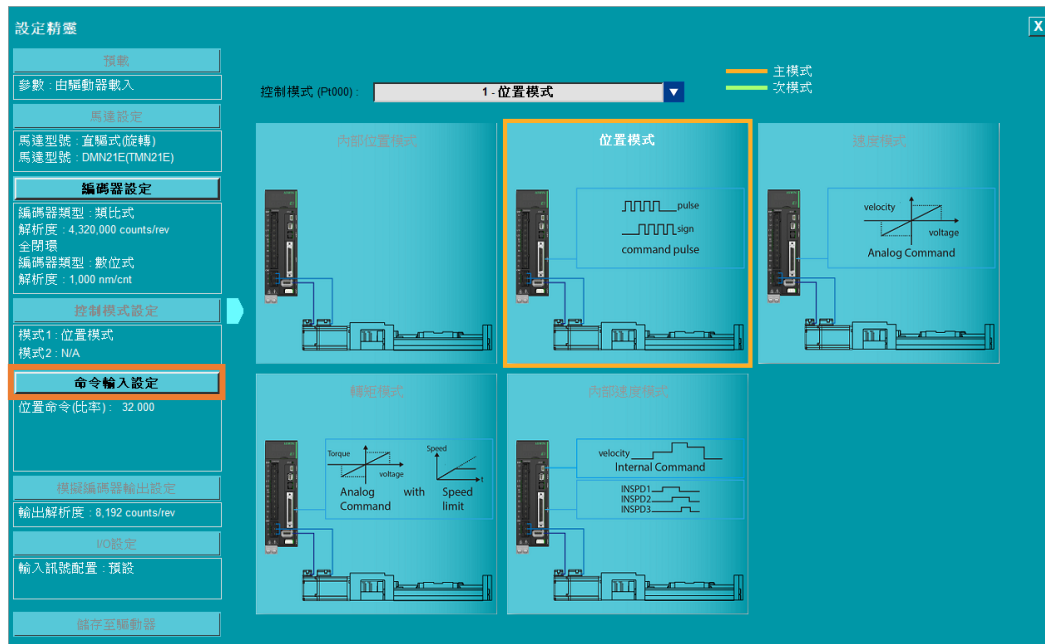 設定精靈
X
預載
參數 : 由驅動器載入
馬達設定
馬達型號 : 直驅式(旋轉)
馬達型號 : DMN21E(TMN21E)
編碼器設定
編碼器類型 : 類比式
解析度 : 4,320,000 counts/rev
全閉環
編碼器類型 : 數位式
解析度 : 1,000 nm/cnt
控制模式設定
模式1 : 位置模式
模式2 : N/A
命令輸入設定
位置命令(比率) : 32.000
模擬編碼器輸出設定
輸出解析度 : 8,192 counts/rev
I/O設定
輸入訊號配置 : 預設
儲存至驅動器
控制模式 (Pt000) :
1 - 位置模式
主模式
次模式
內部位置模式
位置模式
pulse
sign
command pulse
速度模式
velocity
voltage
Analog Command
轉矩模式
Torque
voltage
Speed
t
Analog with Speed
Command limit
內部速度模式
velocity
Internal Command
INSPD1
INSPD2
INSPD3